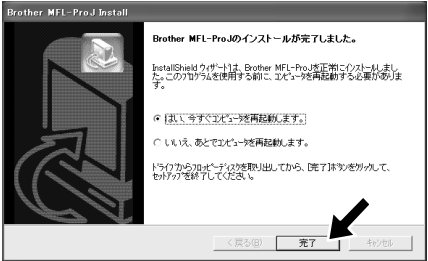 Brother MFL-ProJ Install
Brother MFL-ProJのインストールが完了しました。
InstallShield ウィザードは、Brother MFL-ProJを正常にインストールしまし
た。このプログラムを使用する前に、コンピュータを再起動する必要がありま
す。
はい、今すぐコンピュータを再起動します。
いいえ、あとでコンピュータを再起動します。
ドライブからフロッピーディスクを取り出してから、[完了]ボタンをクリックして、
セットアップを終了してください。
< 戻る(B)
完了
キャンセル